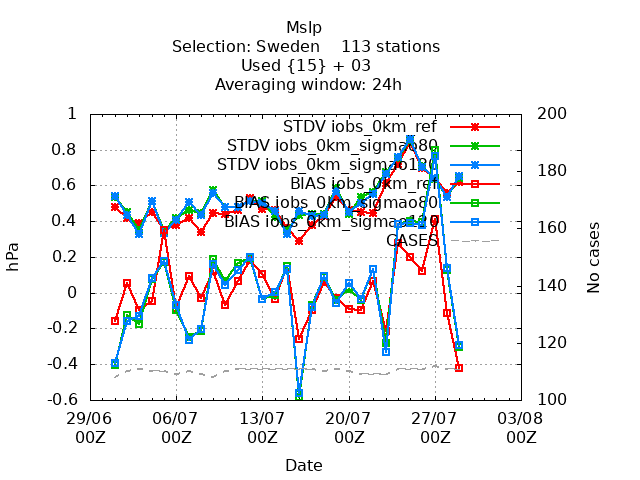 Mslp
Selection: Sweden    113 stations
Used {15} + 03
Averaging window: 24h
1
0.8
0.6
0.4
0.2
0
-0.2
-0.4
-0.6
hPa
200
180
160
140
120
100
No cases
STDV iobs_0km_ref
STDV iobs_0km_sigmao80
STDV iobs_0km_sigmao120
BIAS iobs_0km_ref
BIAS iobs_0km_sigmao80
BIAS iobs_0km_sigmao120
CASES
29/06 06/07 13/07 20/07 27/07 03/08
00Z 00Z 00Z 00Z 00Z 00Z
Date